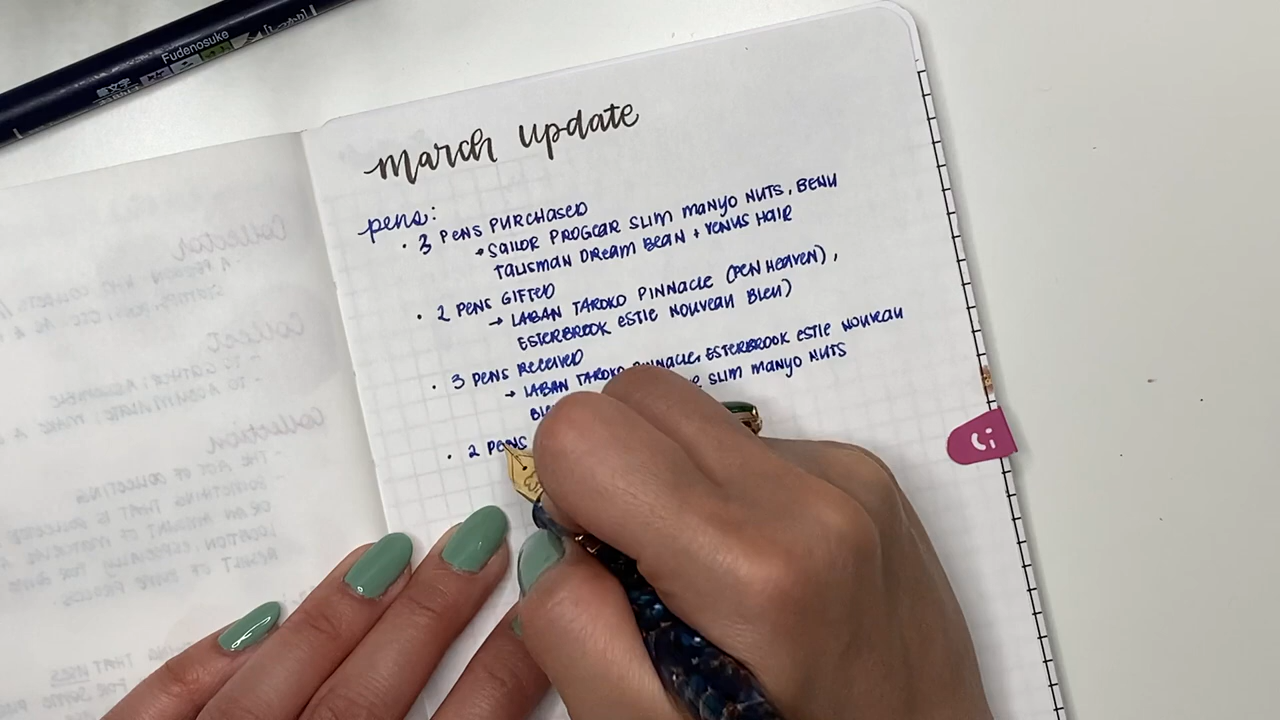 Fudenosuke
march update
pens:
• 3 PENS PURCHASED
→ SAILOR PROGEAR SLIM MANYO NUTS, BENU
TALISMAN DREAM BEAN + VENUS HAIR
• 2 PENS GIFTED
→ LABAN TAROKO PINNACLE (PEN HEAVEN),
ESTERBROOK ESTIE NOUVEAU BLEU)
• 3 PENS RECEIVED
→ LABAN TAROKO PINNACLE, ESTERBROOK ESTIE NOUVEAU
SLIM MANYO NUTS
• 2 PENS